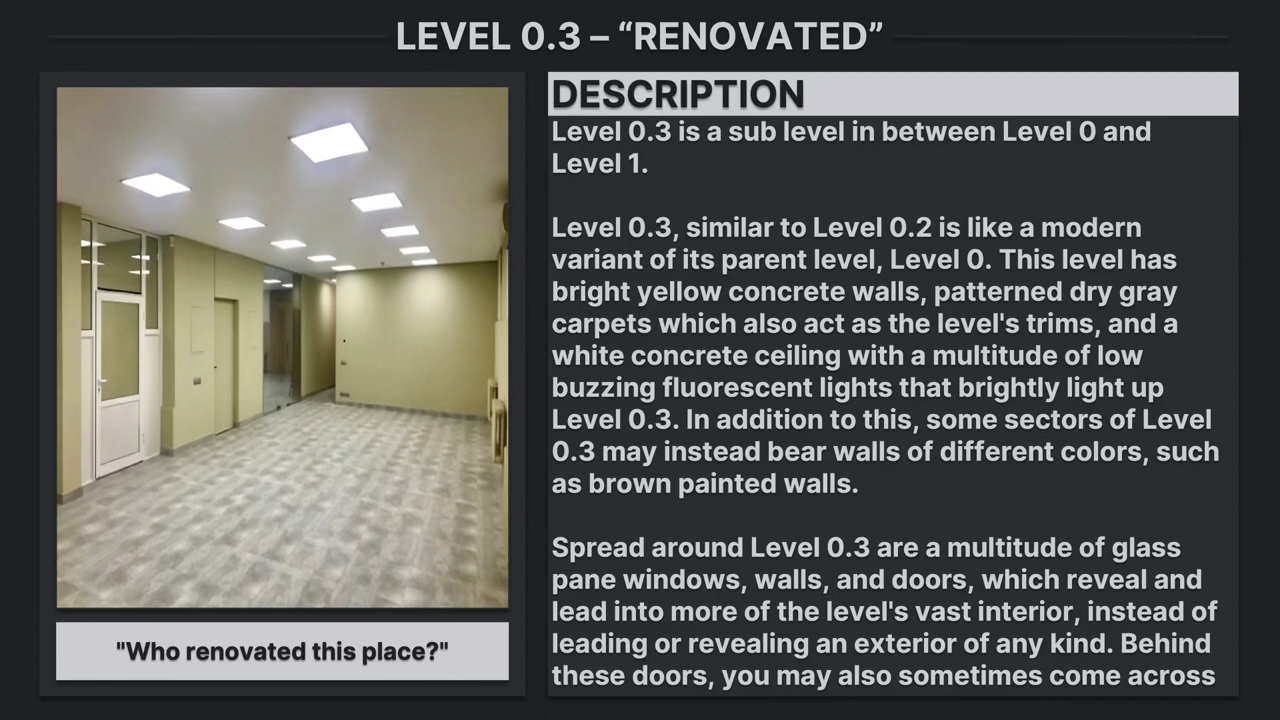 LEVEL 0.3 – “RENOVATED”
DESCRIPTION
Level 0.3 is a sub level in between Level 0 and
Level 1.
Level 0.3, similar to Level 0.2 is like a modern
variant of its parent level, Level 0. This level has
bright yellow concrete walls, patterned dry gray
carpets which also act as the level's trims, and a
white concrete ceiling with a multitude of low
buzzing fluorescent lights that brightly light up
Level 0.3. In addition to this, some sectors of Level
0.3 may instead bear walls of different colors, such
as brown painted walls.
Spread around Level 0.3 are a multitude of glass
pane windows, walls, and doors, which reveal and
lead into more of the level's vast interior, instead of
leading or revealing an exterior of any kind. Behind
these doors, you may also sometimes come across
"Who renovated this place?"